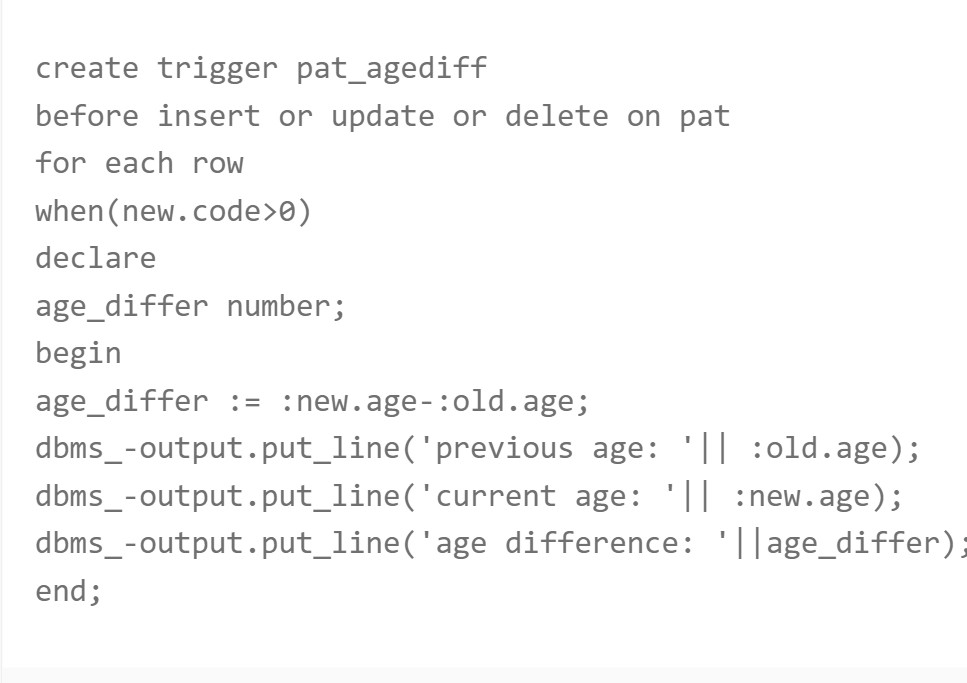 create trigger pat_agediff
before insert or update or delete on pat
for each row
when(new.code>0)
declare
age_differ number;
begin
age_differ := :new.age-:old.age;
dbms_-output.put_line('previous age: '|| :old.age);
dbms_-output.put_line('current age: '|| :new.age);
dbms_-output.put_line('age difference: '||age_differ);
end;